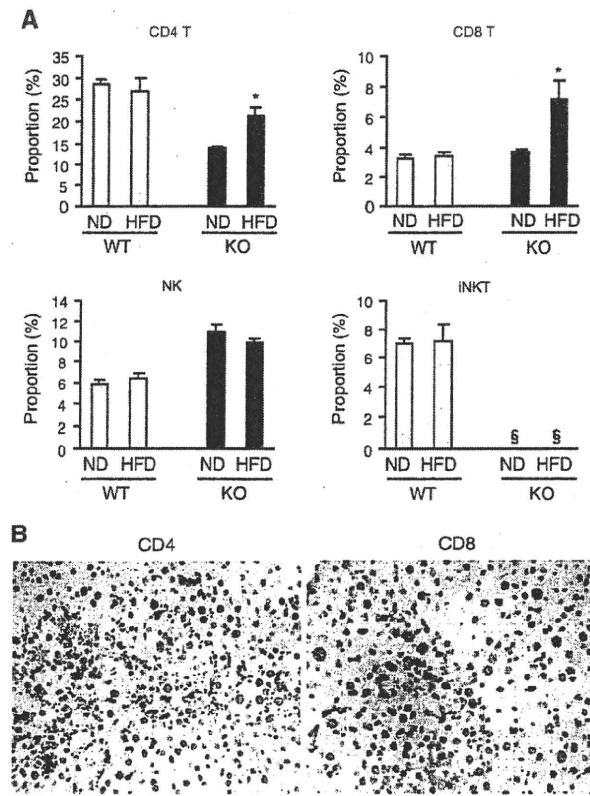 A
CD4 T
Proportion (%)
35
30
25
20
15
10
5
0
*
ND HFD ND HFD
WT KO
CD8 T
Proportion (%)
8
6
4
2
0
*
ND HFD ND HFD
WT KO
NK
Proportion (%)
14
12
10
8
6
4
2
0
ND HFD ND HFD
WT KO
iNKT
Proportion (%)
10
8
6
4
2
0
§ §
ND HFD ND HFD
WT KO
B
CD4 CD8